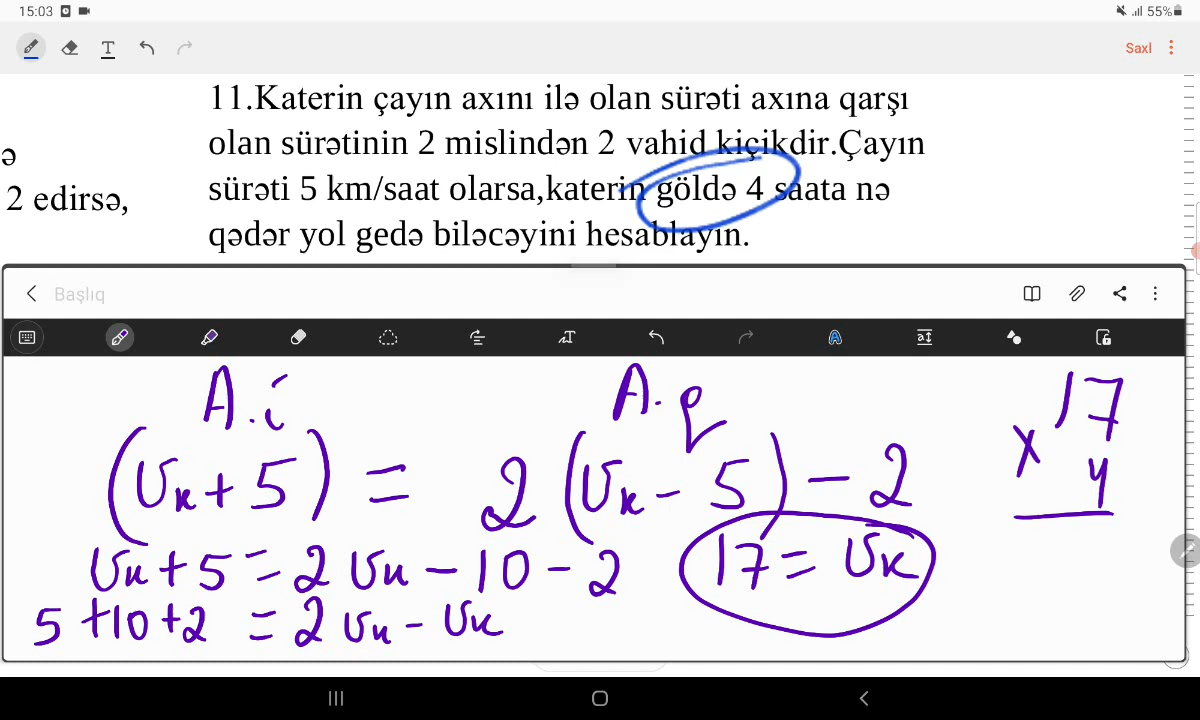 15:03 55%
T Saxl
11.Katerin çayın axını ilə olan sürəti axına qarşı
olan sürətinin 2 mislindən 2 vahid kiçikdir.Çayın
sürəti 5 km/saat olarsa,katerin göldə 4 saata nə
qədər yol gedə biləcəyini hesablayın.
ə
2 edirsə,
Başlıq
A.i A.q
(Vk+5) = 2(Vk-5)-2
Vk+5=2Vk-10-2
5+10+2=2Vk-Vk
17=Vk
17
x 4